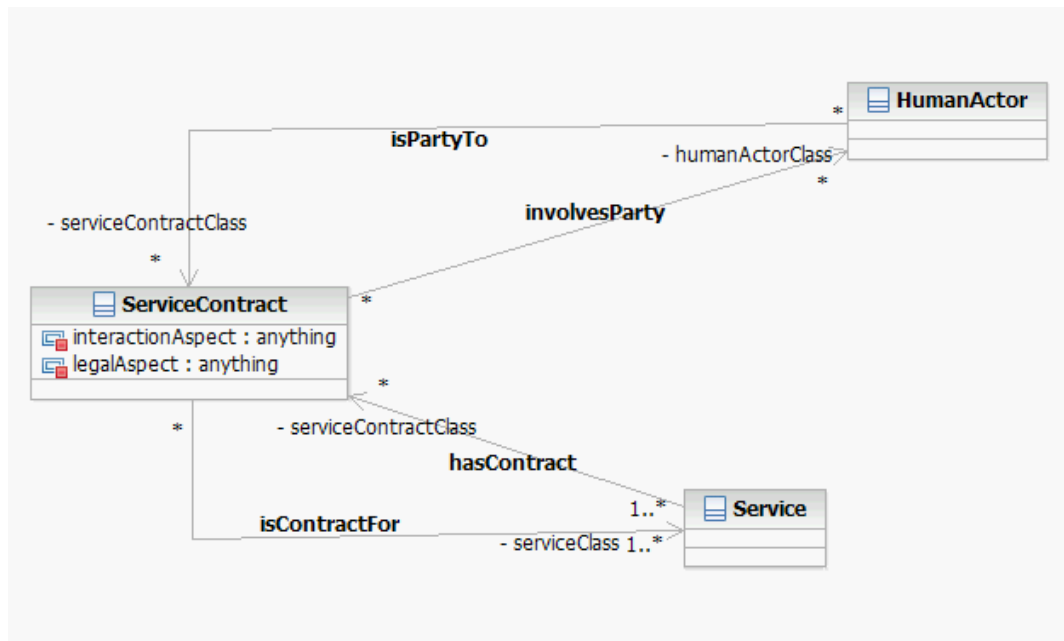 HumanActor
*
isPartyTo
- humanActorClass
*
involvesParty
- serviceContractClass
*
ServiceContract
*
interactionAspect : anything
legalAspect : anything
*
*
- serviceContractClass
hasContract
1..*
Service
isContractFor
- serviceClass 1..*